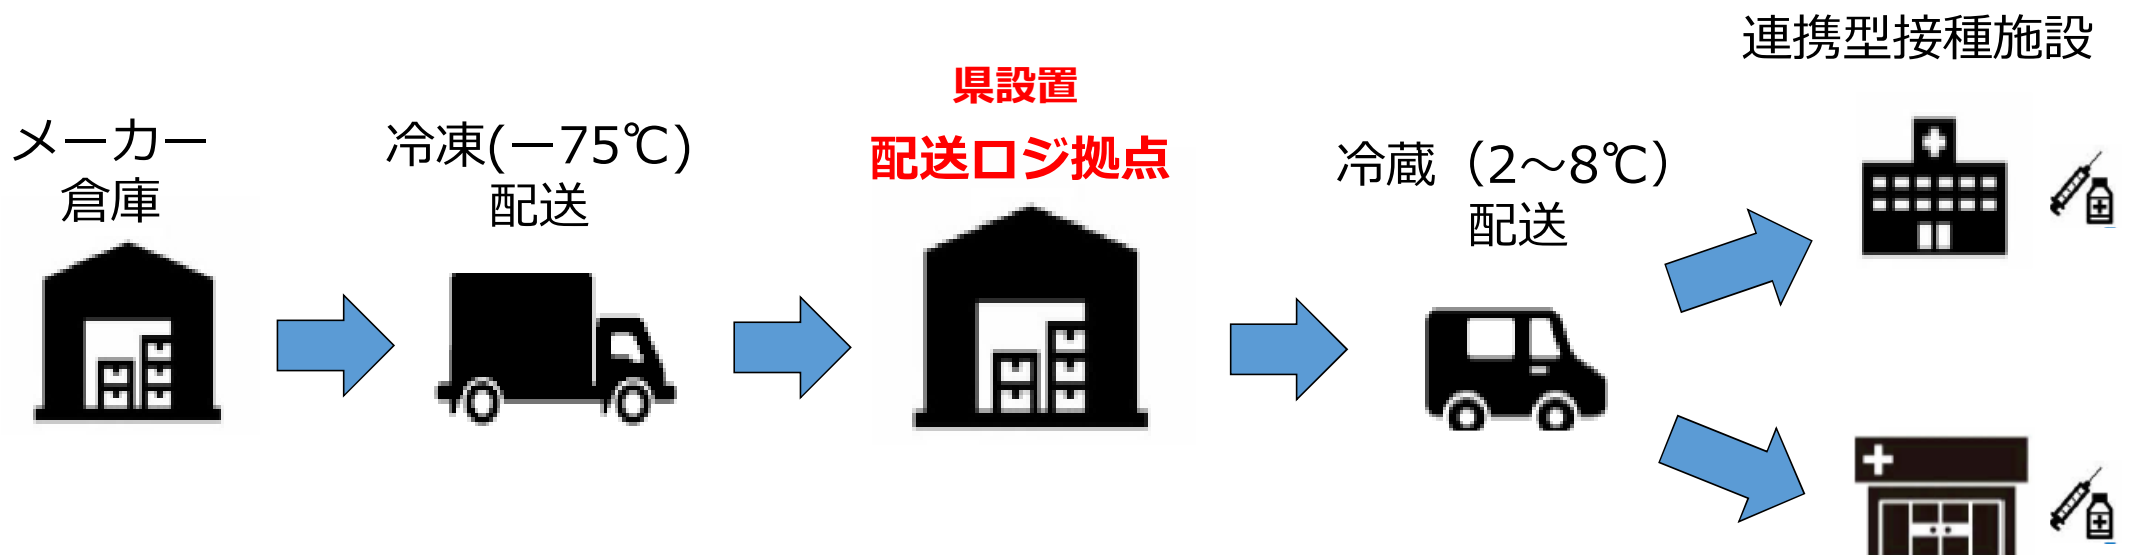 メーカー
倉庫
冷凍(ー75℃)
配送
県設置
配送ロジ拠点
冷蔵（2～8℃）
配送
連携型接種施設